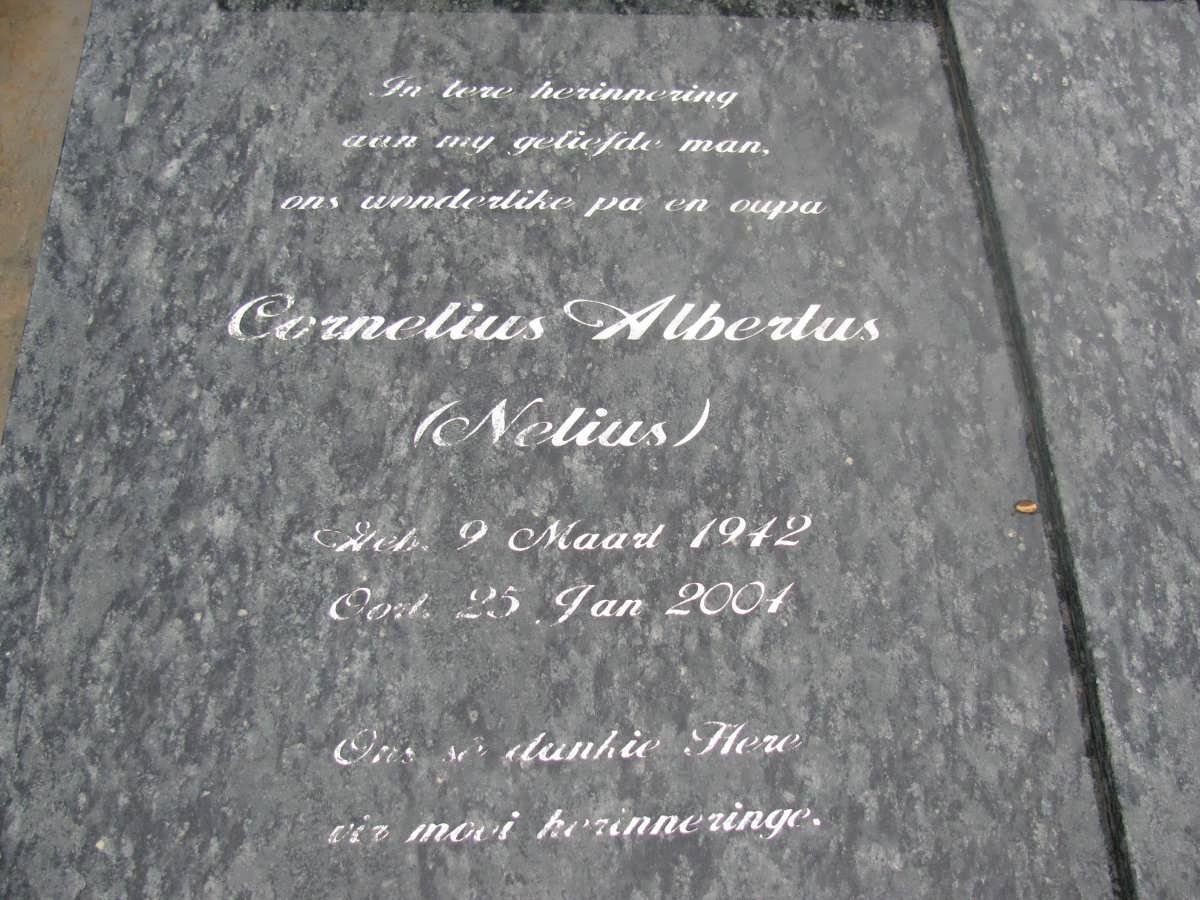 In tere herinnering
aan my geliefde man,
ons wonderlike pa en oupa
Cornelius Albertus
(Nelius)
Geb. 9 Maart 1942
Oorl. 25 Jan 2004
Ons sê dankie Here
vir mooi herinneringe.